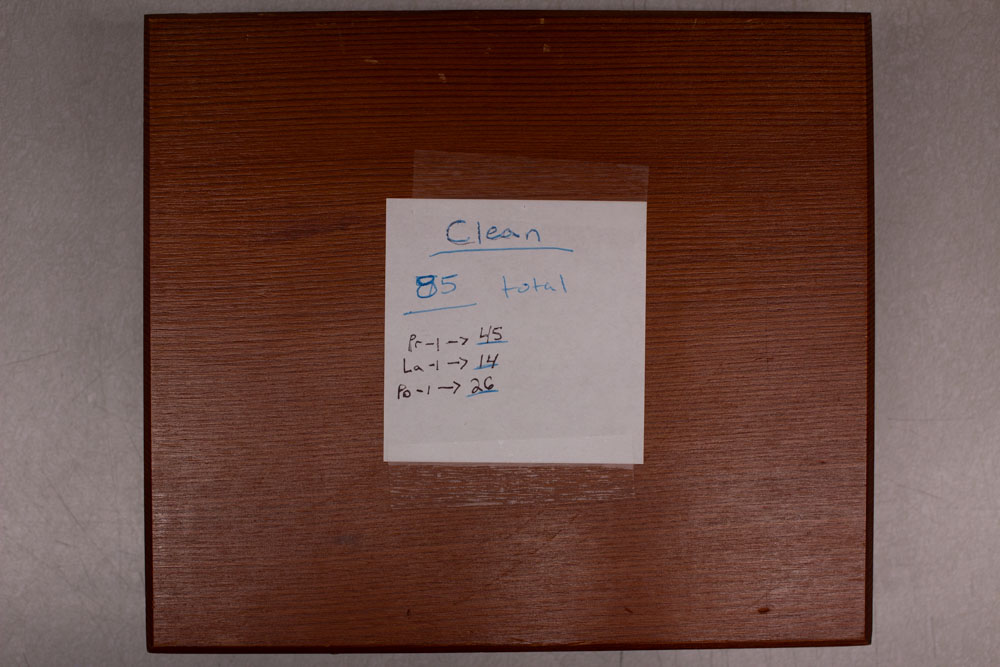 Clean
85 total
Pr-1-> 45
La-1-> 14
Po-1-> 26